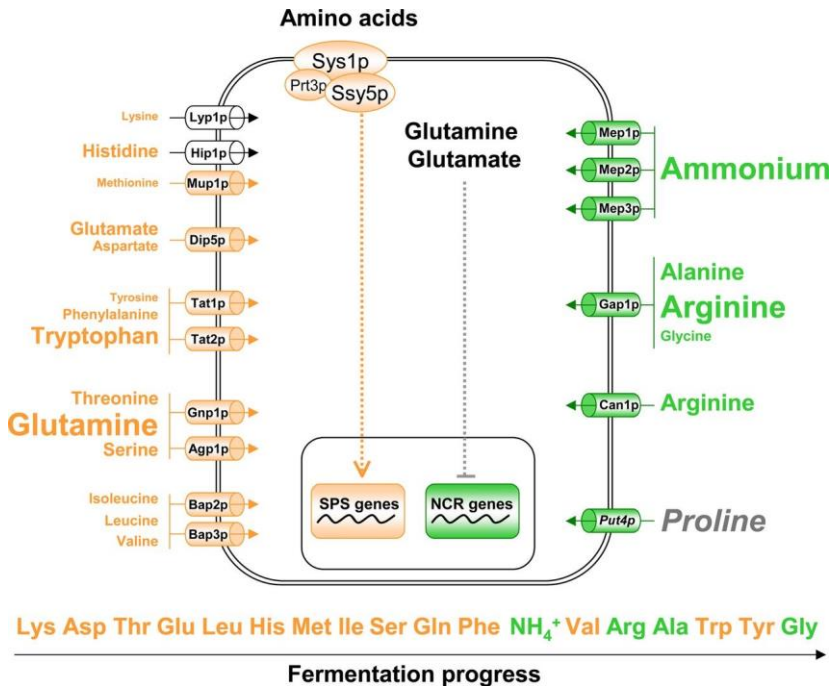 Amino acids
Sys1p
Prt3p
Ssy5p
Lysine
Lyp1p
Histidine
Hip1p
Methionine
Mup1p
Glutamate
Aspartate
Dip5p
Tyrosine
Tat1p
Phenylalanine
Tryptophan
Tat2p
Threonine
Gnp1p
Glutamine
Serine
Agp1p
Isoleucine
Bap2p
Leucine
Valine
Bap3p
Glutamine
Glutamate
SPS genes
NCR genes
Mep1p
Mep2p
Mep3p
Ammonium
Alanine
Gap1p
Arginine
Glycine
Can1p
Arginine
Put4p
Proline
Lys Asp Thr Glu Leu His Met Ile Ser Gln Phe NH₄⁺ Val Arg Ala Trp Tyr Gly
Fermentation progress